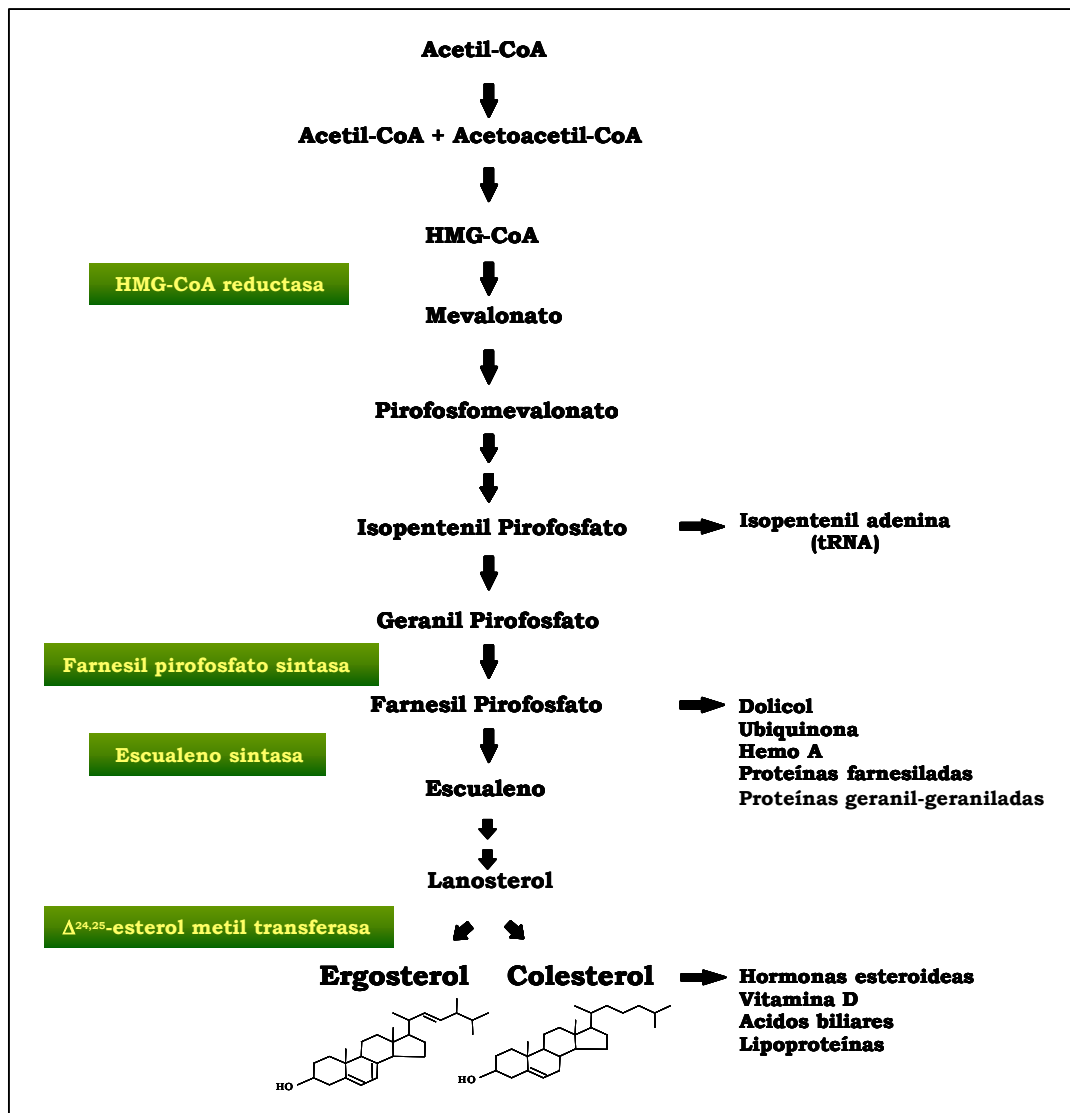 Acetil-CoA
Acetil-CoA + Acetoacetil-CoA
HMG-CoA
HMG-CoA reductasa
Mevalonato
Pirofosfomevalonato
Isopentenil Pirofosfato
Isopentenil adenina
(tRNA)
Geranil Pirofosfato
Farnesil pirofosfato sintasa
Farnesil Pirofosfato
Dolicol
Ubiquinona
Hemo A
Proteínas farnesiladas
Proteínas geranil-geraniladas
Escualeno sintasa
Escualeno
Lanosterol
Δ24,25-esterol metil transferasa
Ergosterol
Colesterol
Hormonas esteroideas
Vitamina D
Acidos biliares
Lipoproteínas
HO
HO